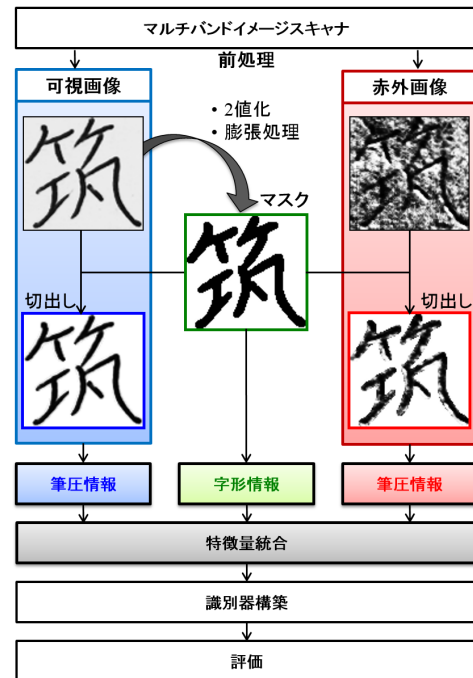 マルチバンドイメージスキャナ
前処理
可視画像
赤外画像
・2値化
・膨張処理
筑
筑
マスク
筑
切出し
切出し
筑
筑
筆圧情報
字形情報
筆圧情報
特徴量統合
識別器構築
評価